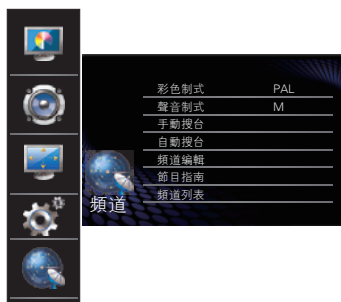 彩色制式 PAL
聲音制式 M
手動搜台
自動搜台
頻道編輯
節目指南
頻道列表
頻道